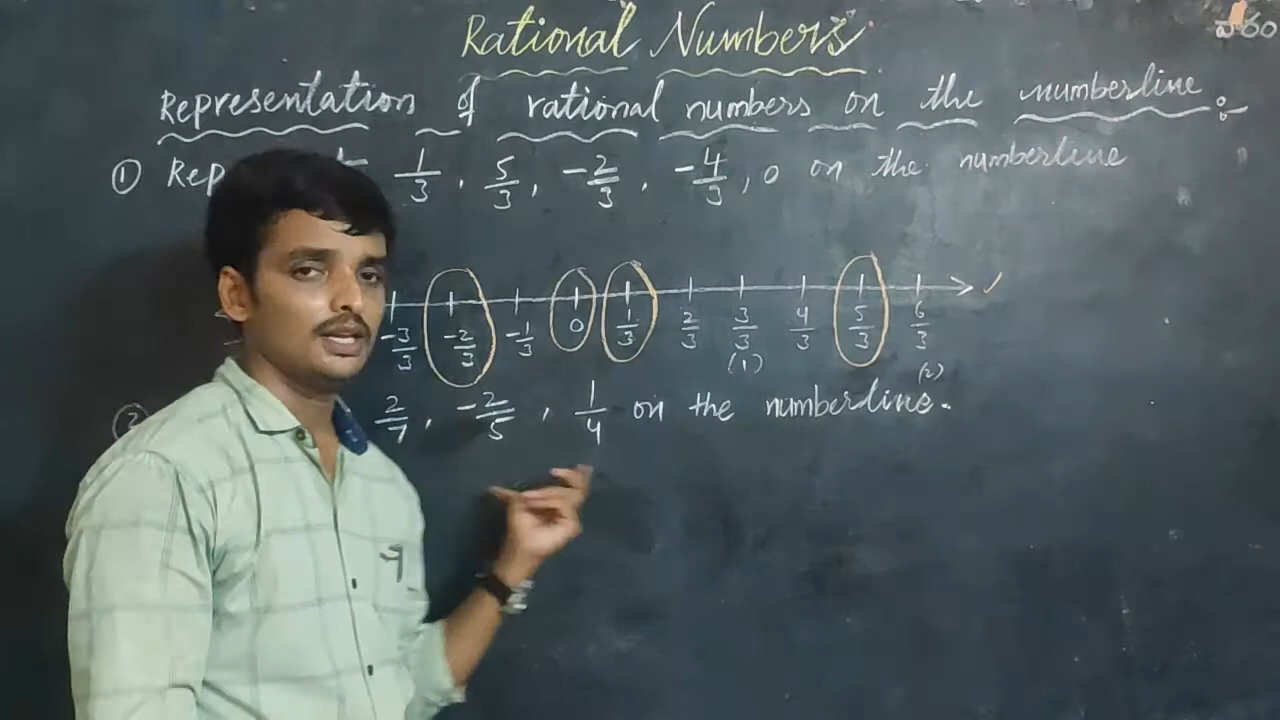 వారం
Rational Numbers
Representation of rational numbers on the numberline :-
① Rep 1/3 , 5/3 , -2/3 , -4/3 , 0 on the numberline
-3/3 -2/3 -1/3 0 1/3 2/3 3/3 4/3 5/3 6/3
(1) (2)
② 2/7 , -2/5 , 1/4 on the numberline.